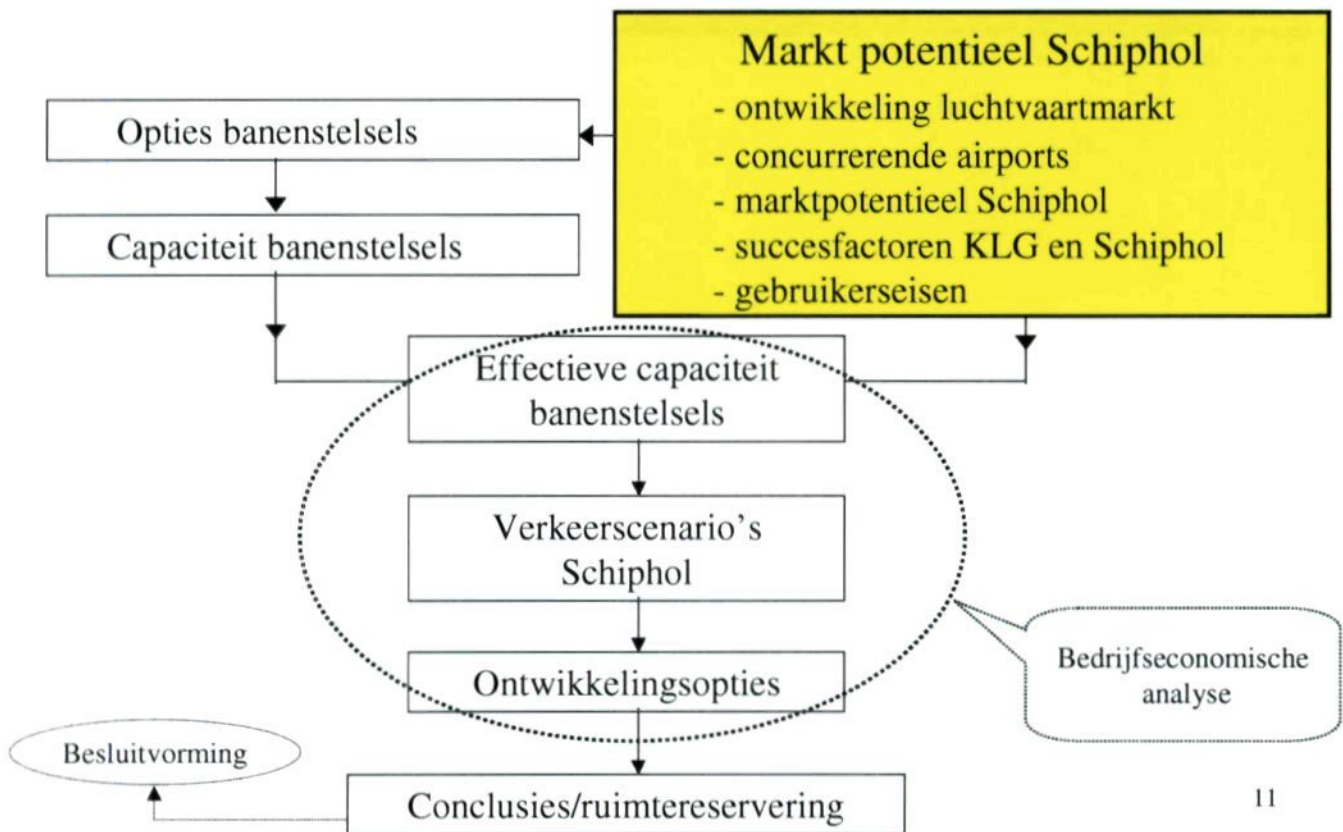 Markt potentieel Schiphol
- ontwikkeling luchtvaartmarkt
- concurrerende airports
- marktpotentieel Schiphol
- succesfactoren KLG en Schiphol
- gebruikerseisen
Opties banenstelsels
Capaciteit banenstelsels
Effectieve capaciteit
banenstelsels
Verkeerscenario's
Schiphol
Ontwikkelingsopties
Bedrijfseconomische
analyse
Besluitvorming
Conclusies/ruimtereservering
11